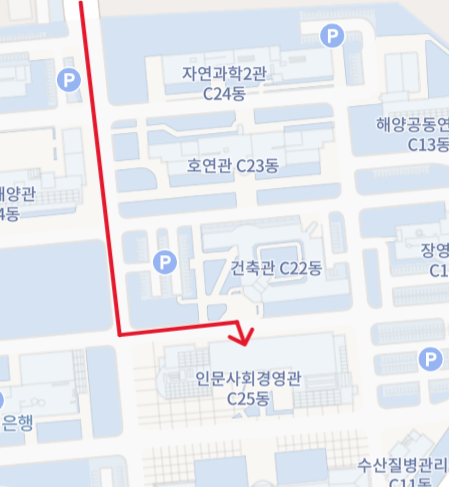 P
자연과학2관
C24동
P
해양공동연
C13동
호연관 C23동
해양관
4동
P
건축관 C22동
장영
C1
인문사회경영관
C25동
P
은행
수산질병관리
C11동